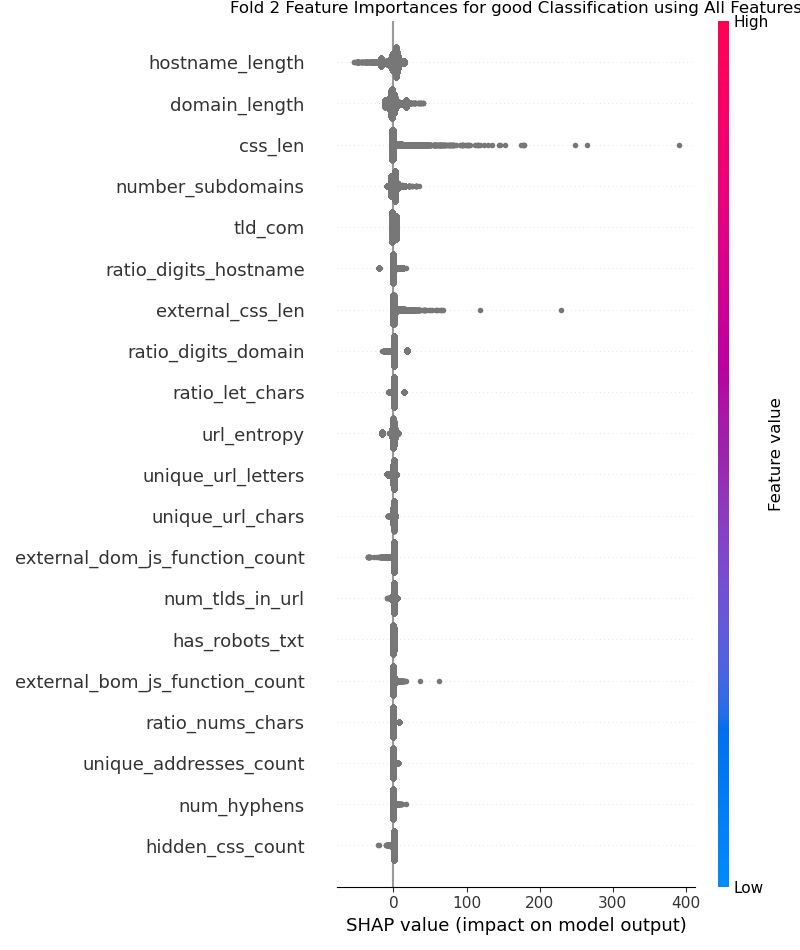 Fold 2 Feature Importances for good Classification using All Features
High
hostname_length
domain_length
css_len
number_subdomains
tld_com
ratio_digits_hostname
external_css_len
ratio_digits_domain
ratio_let_chars
url_entropy
unique_url_letters
unique_url_chars
external_dom_js_function_count
num_tlds_in_url
has_robots_txt
external_bom_js_function_count
ratio_nums_chars
unique_addresses_count
num_hyphens
hidden_css_count
Feature value
Low
0 100 200 300 400
SHAP value (impact on model output)